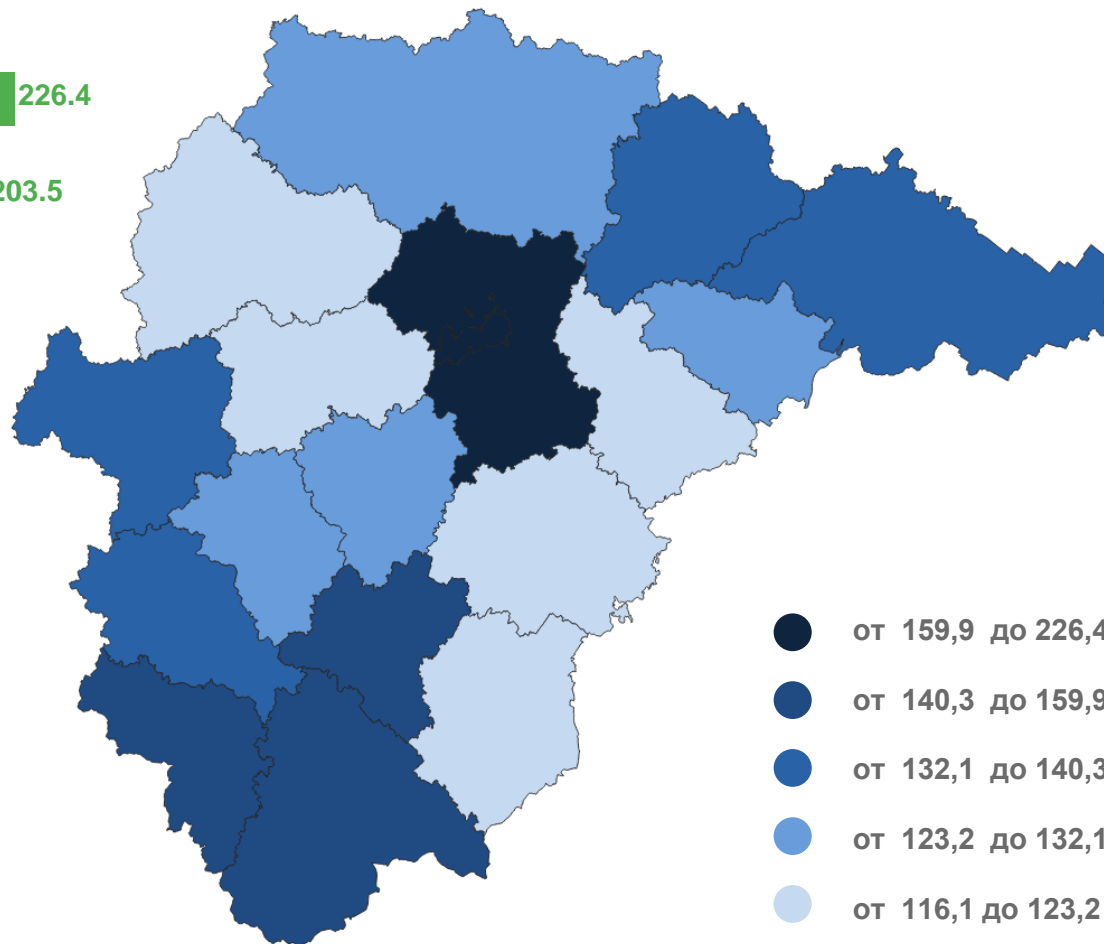 226.4
203.5
от 159,9 до 226,4
от 140,3 до 159,9
от 132,1 до 140,3
от 123,2 до 132,1
от 116,1 до 123,2